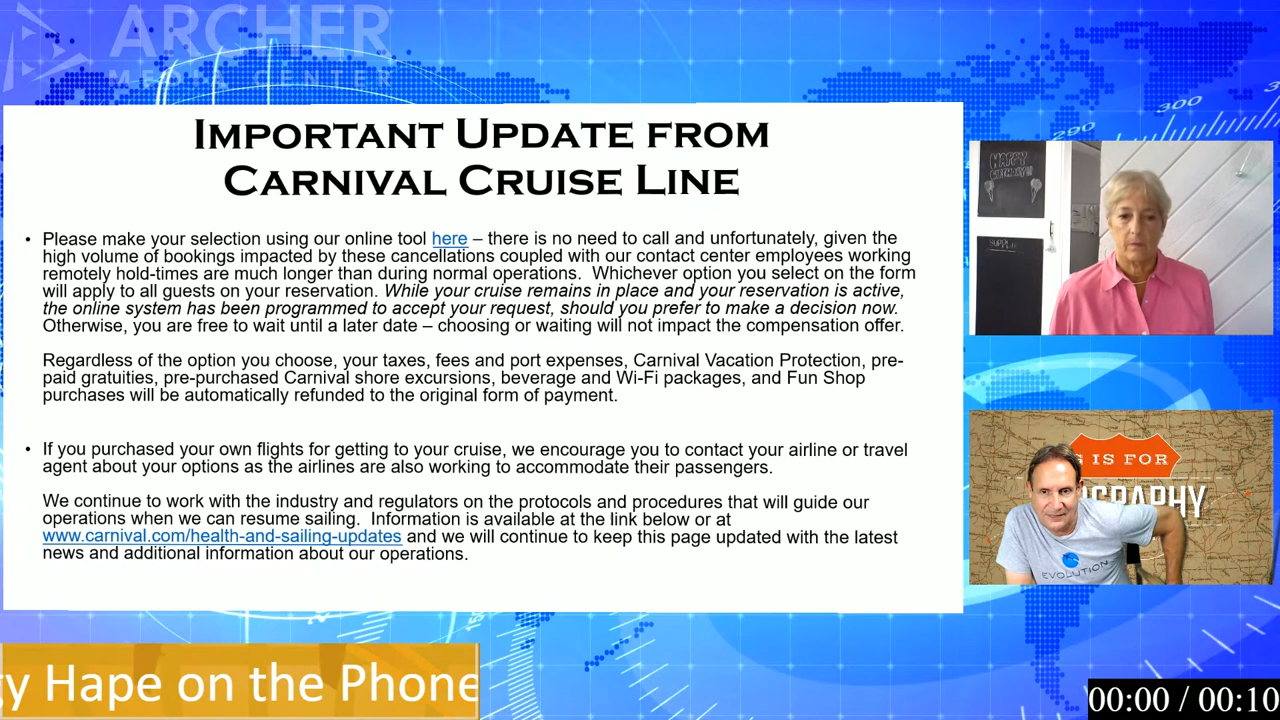 ARCHER
MEDIA CENTER
IMPORTANT UPDATE FROM
CARNIVAL CRUISE LINE
• Please make your selection using our online tool here – there is no need to call and unfortunately, given the
high volume of bookings impacted by these cancellations coupled with our contact center employees working
remotely hold-times are much longer than during normal operations.  Whichever option you select on the form
will apply to all guests on your reservation. While your cruise remains in place and your reservation is active,
the online system has been programmed to accept your request, should you prefer to make a decision now.
Otherwise, you are free to wait until a later date – choosing or waiting will not impact the compensation offer.
Regardless of the option you choose, your taxes, fees and port expenses, Carnival Vacation Protection, pre-
paid gratuities, pre-purchased Carnival shore excursions, beverage and Wi-Fi packages, and Fun Shop
purchases will be automatically refunded to the original form of payment.
• If you purchased your own flights for getting to your cruise, we encourage you to contact your airline or travel
agent about your options as the airlines are also working to accommodate their passengers.
We continue to work with the industry and regulators on the protocols and procedures that will guide our
operations when we can resume sailing.  Information is available at the link below or at
www.carnival.com/health-and-sailing-updates and we will continue to keep this page updated with the latest
news and additional information about our operations.
290
300
HAPPY
IS FOR
EVOLUTION
y Hape on the Phone
00:00 / 00:10